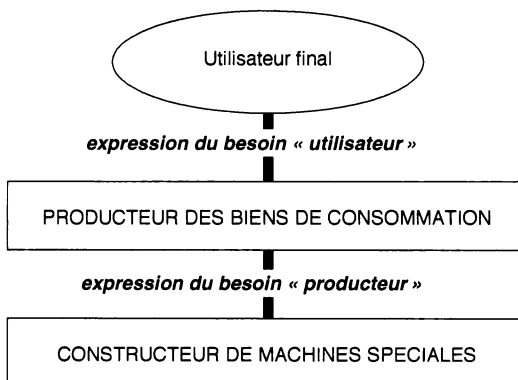 Utilisateur final
expression du besoin « utilisateur »
PRODUCTEUR DES BIENS DE CONSOMMATION
expression du besoin « producteur »
CONSTRUCTEUR DE MACHINES SPECIALES